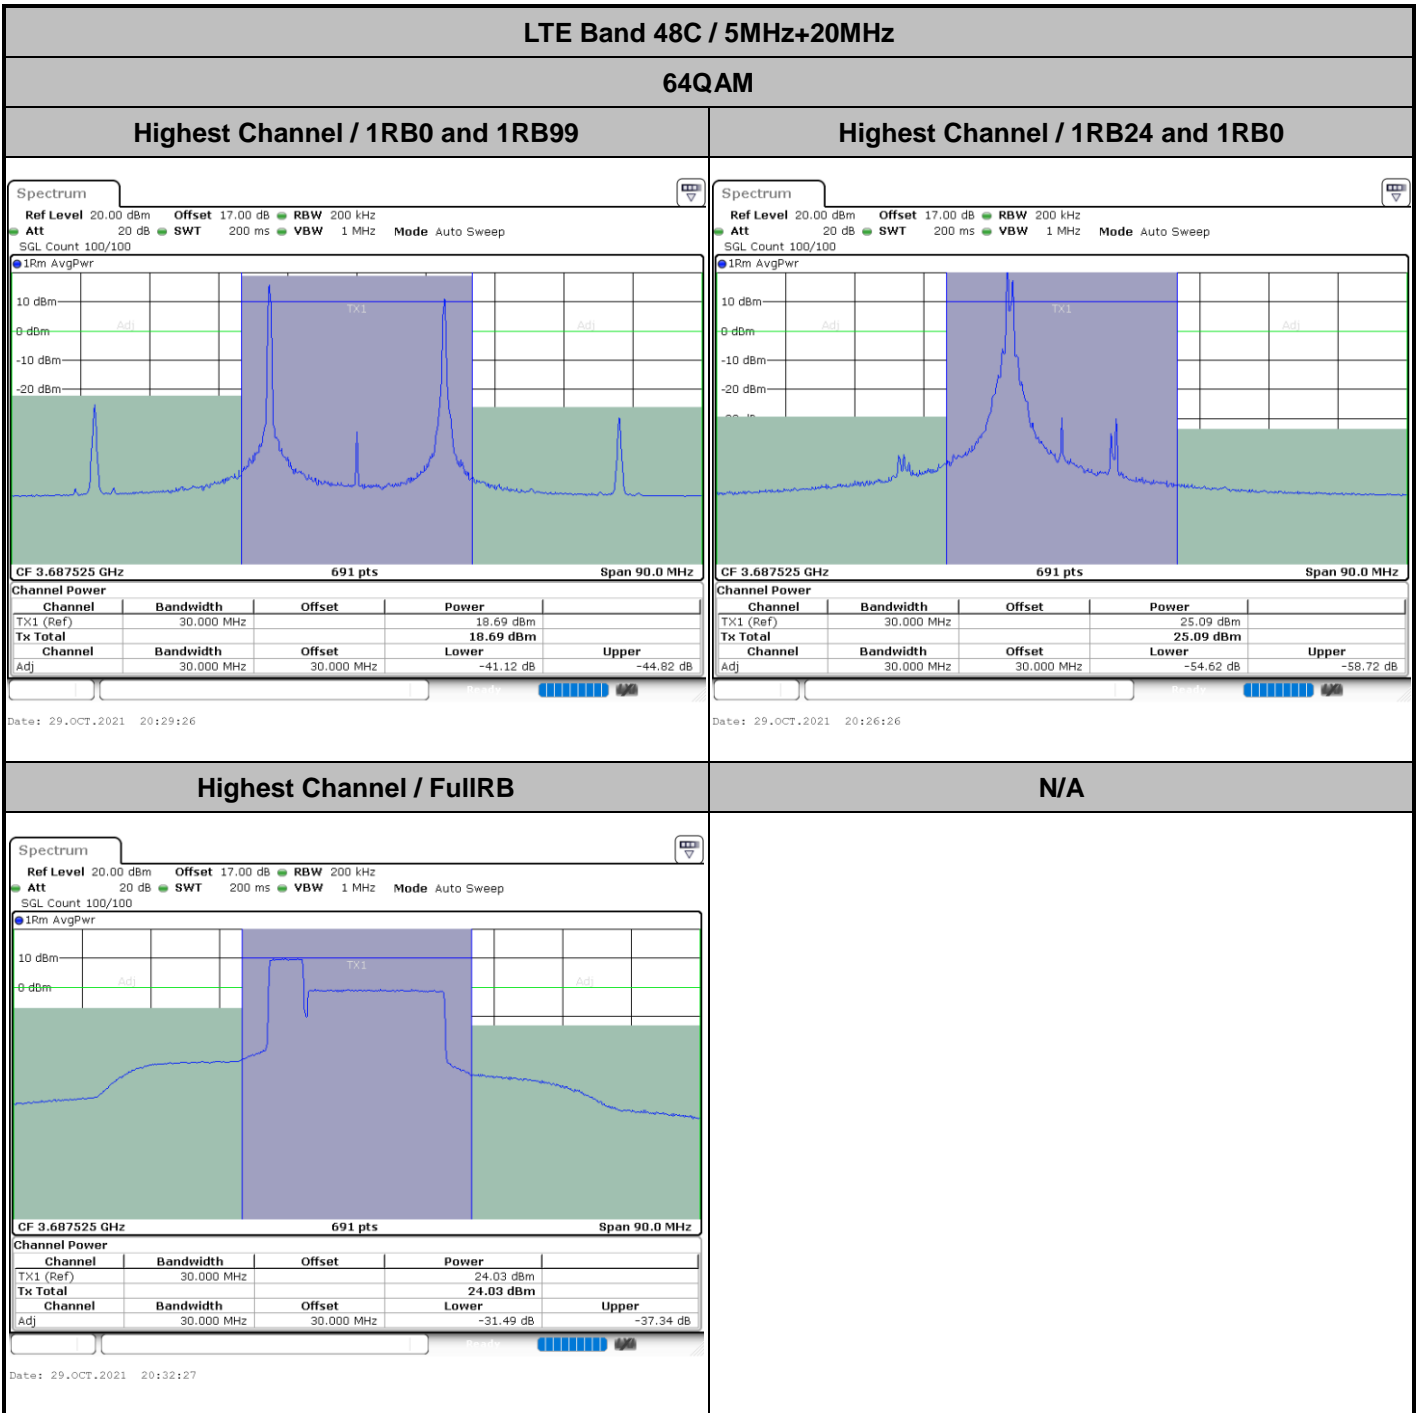 LTE Band 48C / 5MHz+20MHz
64QAM
Highest Channel / 1RB0 and 1RB99
Highest Channel / 1RB24 and 1RB0
Spectrum
Ref Level 20.00 dBm Offset 17.00 dB RBW 200 kHz
Att 20 dB SWT 200 ms VBW 1 MHz Mode Auto Sweep
SGL Count 100/100
1Rm AvgPwr
TX1
10 dBm
Adj
Adj
0 dBm
-10 dBm
-20 dBm
CF 3.687525 GHz 691 pts Span 90.0 MHz
Channel Power
Channel Bandwidth Offset Power
TX1 (Ref) 30.000 MHz 18.69 dBm
Tx Total 18.69 dBm
Channel Bandwidth Offset Lower Upper
Adj 30.000 MHz 30.000 MHz -41.12 dB -44.82 dB
Ready
Date: 29.OCT.2021 20:29:26
Spectrum
Ref Level 20.00 dBm Offset 17.00 dB RBW 200 kHz
Att 20 dB SWT 200 ms VBW 1 MHz Mode Auto Sweep
SGL Count 100/100
1Rm AvgPwr
TX1
10 dBm
Adj
Adj
0 dBm
-10 dBm
-20 dBm
CF 3.687525 GHz 691 pts Span 90.0 MHz
Channel Power
Channel Bandwidth Offset Power
TX1 (Ref) 30.000 MHz 25.09 dBm
Tx Total 25.09 dBm
Channel Bandwidth Offset Lower Upper
Adj 30.000 MHz 30.000 MHz -54.62 dB -58.72 dB
Ready
Date: 29.OCT.2021 20:26:26
Highest Channel / FullRB
N/A
Spectrum
Ref Level 20.00 dBm Offset 17.00 dB RBW 200 kHz
Att 20 dB SWT 200 ms VBW 1 MHz Mode Auto Sweep
SGL Count 100/100
1Rm AvgPwr
10 dBm
TX1
Adj
Adj
0 dBm
CF 3.687525 GHz 691 pts Span 90.0 MHz
Channel Power
Channel Bandwidth Offset Power
TX1 (Ref) 30.000 MHz 24.03 dBm
Tx Total 24.03 dBm
Channel Bandwidth Offset Lower Upper
Adj 30.000 MHz 30.000 MHz -31.49 dB -37.34 dB
Ready
Date: 29.OCT.2021 20:32:27